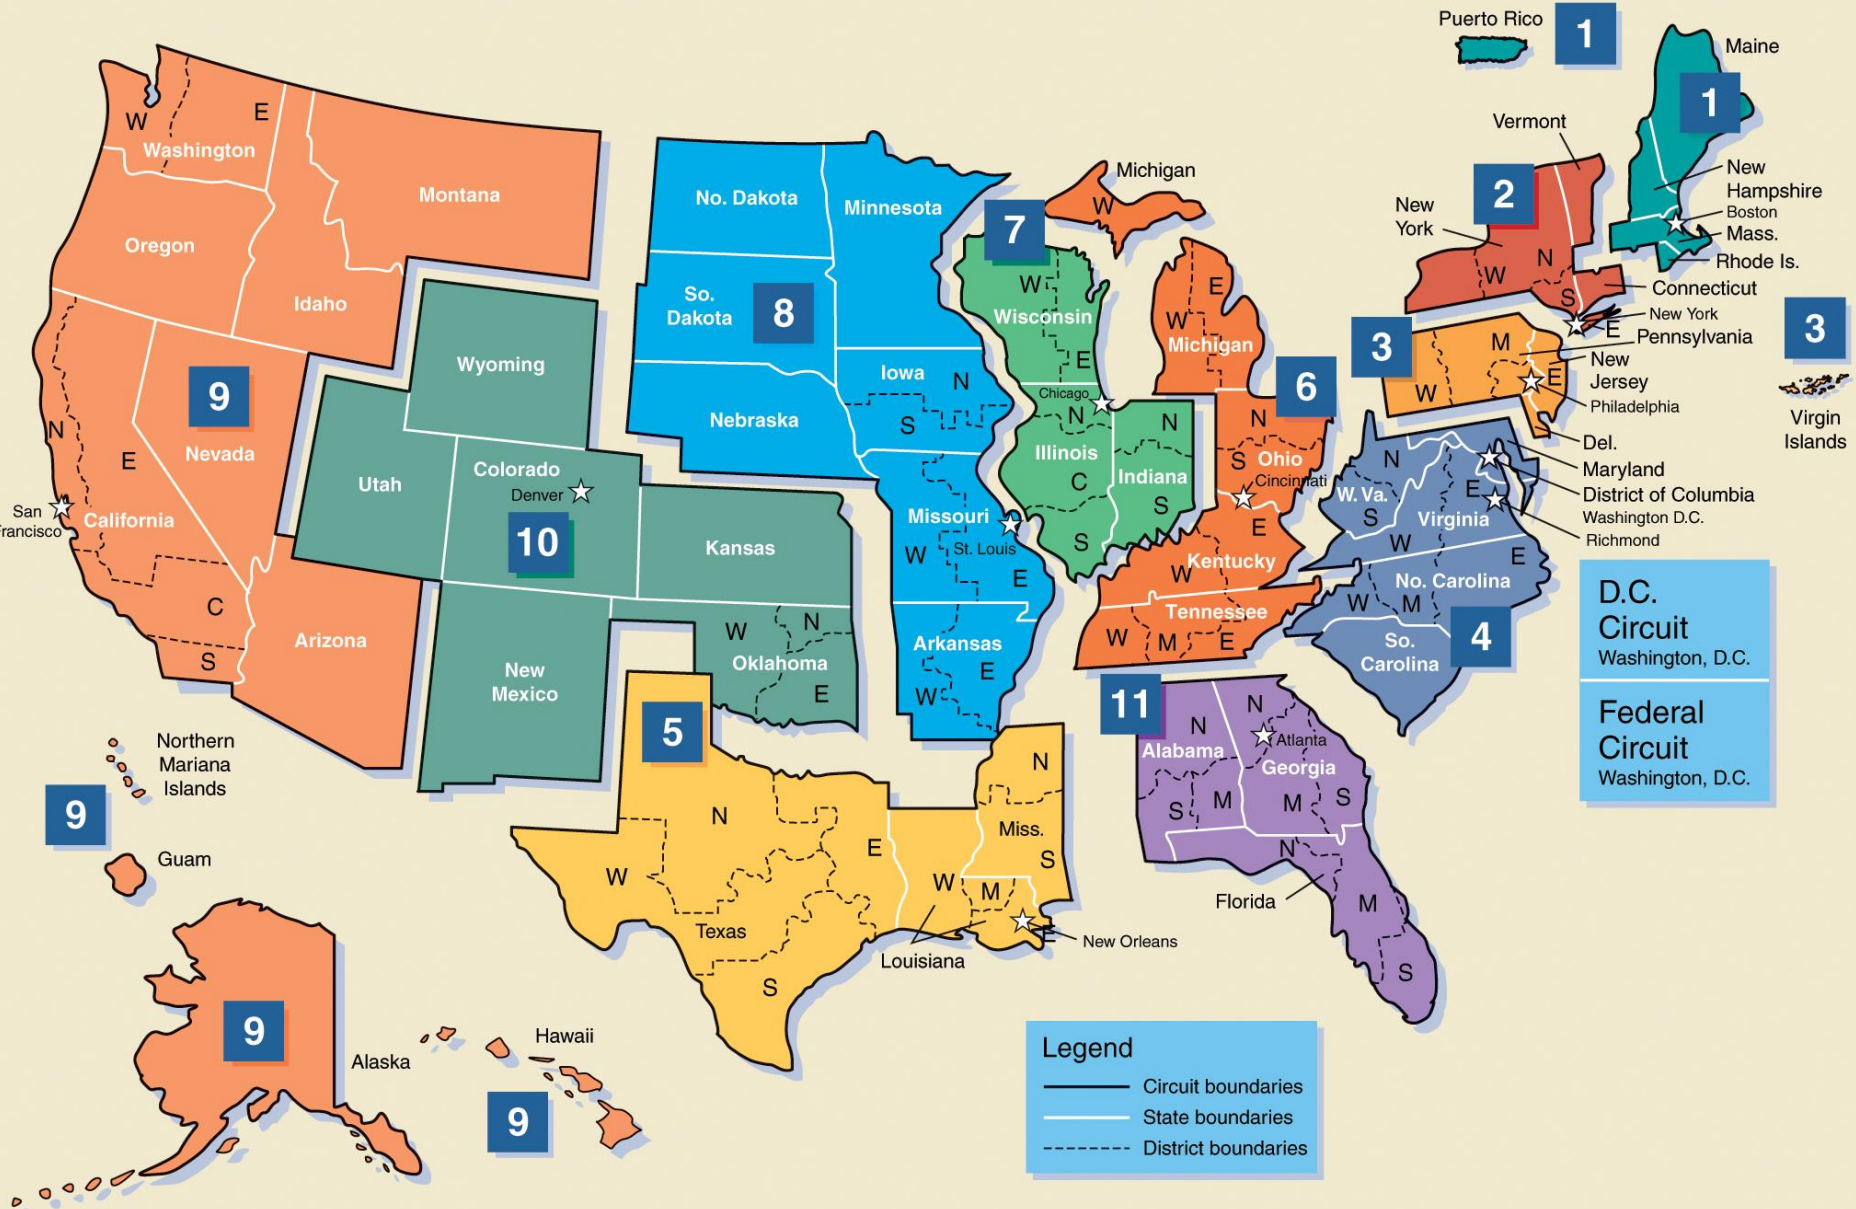 Puerto Rico
1
Maine
1
Vermont
New
Hampshire
Boston
Mass.
Rhode Is.
2
New
York
W
N
S
Connecticut
New York
E
3
W
M
E
Pennsylvania
New
Jersey
Philadelphia
Del.
3
Virgin
Islands
Maryland
District of Columbia
Washington D.C.
Richmond
N
W. Va.
S
E
Virginia
W
E
No. Carolina
W
M
So.
Carolina
4
D.C.
Circuit
Washington, D.C.
Federal
Circuit
Washington, D.C.
W
E
Washington
Montana
Oregon
Idaho
9
Nevada
N
E
San
Francisco
California
C
S
Arizona
Wyoming
Utah
Colorado
Denver
10
Kansas
New
Mexico
W
N
Oklahoma
E
No. Dakota
Minnesota
So.
Dakota
8
Nebraska
Iowa
N
S
Missouri
St. Louis
W
E
Arkansas
E
W
7
W
Wisconsin
E
Chicago
N
Illinois
C
S
N
Indiana
S
Michigan
W
E
W
Michigan
6
N
S
Ohio
Cincinnati
E
Kentucky
W
Tennessee
W
M
E
5
N
W
E
Texas
S
W
M
E
Louisiana
New Orleans
N
Miss.
S
11
N
Alabama
S
M
N
Atlanta
Georgia
M
S
N
Florida
M
S
Northern
Mariana
Islands
9
Guam
9
Alaska
Hawaii
9
Legend
Circuit boundaries
State boundaries
District boundaries